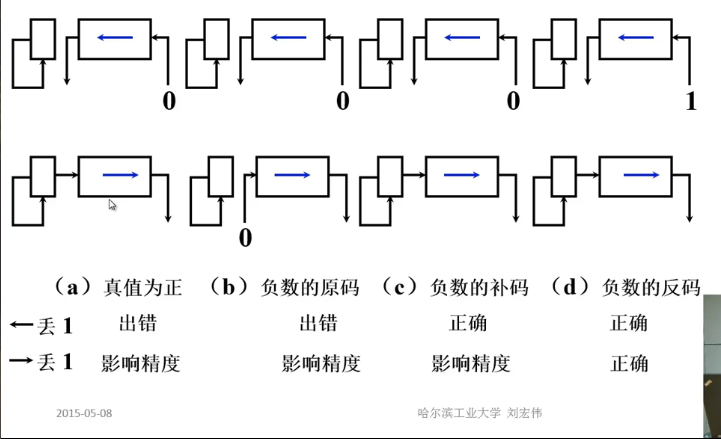 0 0 0 1
0
（a）真值为正 （b）负数的原码 （c）负数的补码 （d）负数的反码
丢 1 出错 出错 正确 正确
丢 1 影响精度 影响精度 影响精度 正确
2015-05-08 哈尔滨工业大学 刘宏伟